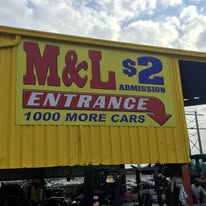 M&L $2
ADMISSION
ENTRANCE
1000 MORE CARS